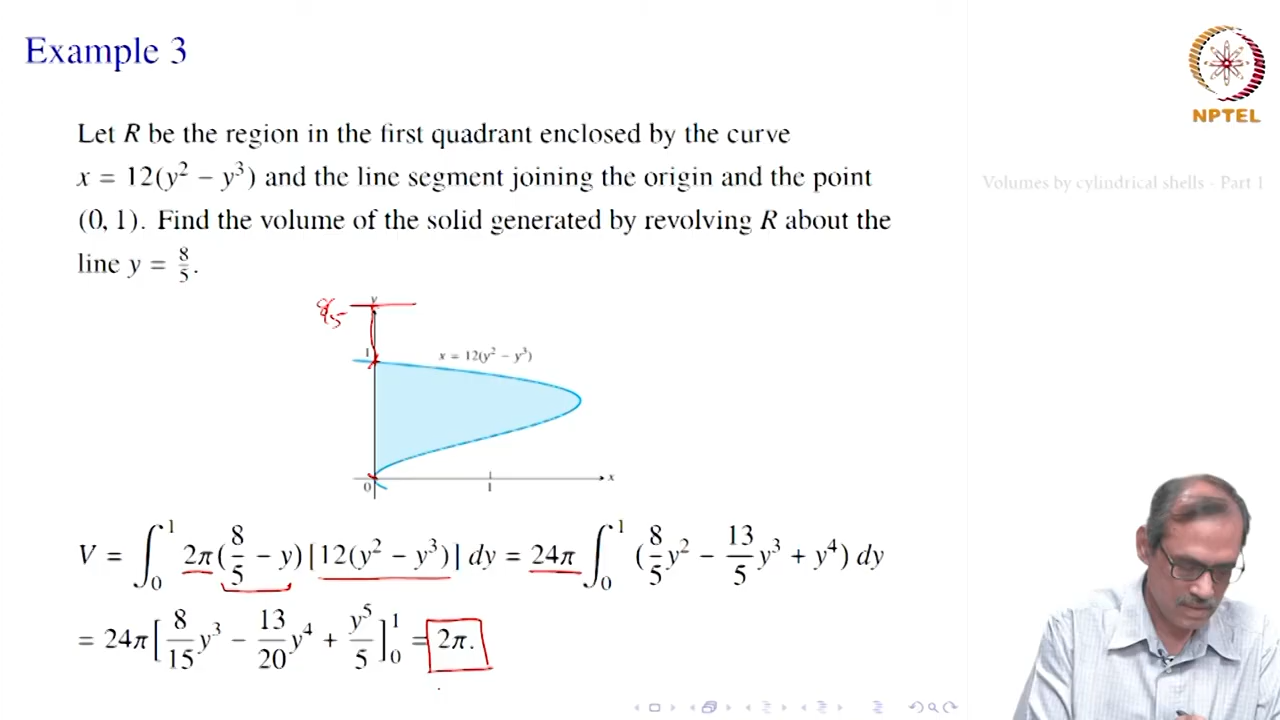 Example 3
NPTEL
Let R be the region in the first quadrant enclosed by the curve
x = 12(y² − y³) and the line segment joining the origin and the point
(0, 1). Find the volume of the solid generated by revolving R about the
line y = 8/5.
Volumes by cylindrical shells - Part 1
8/5
y
1
x = 12(y² − y³)
0
1
x
V = ∫₀¹ 2π(8/5 − y)[12(y² − y³)] dy = 24π ∫₀¹ (8/5 y² − 13/5 y³ + y⁴) dy
= 24π[8/15 y³ − 13/20 y⁴ + y⁵/5]₀¹ = 2π.